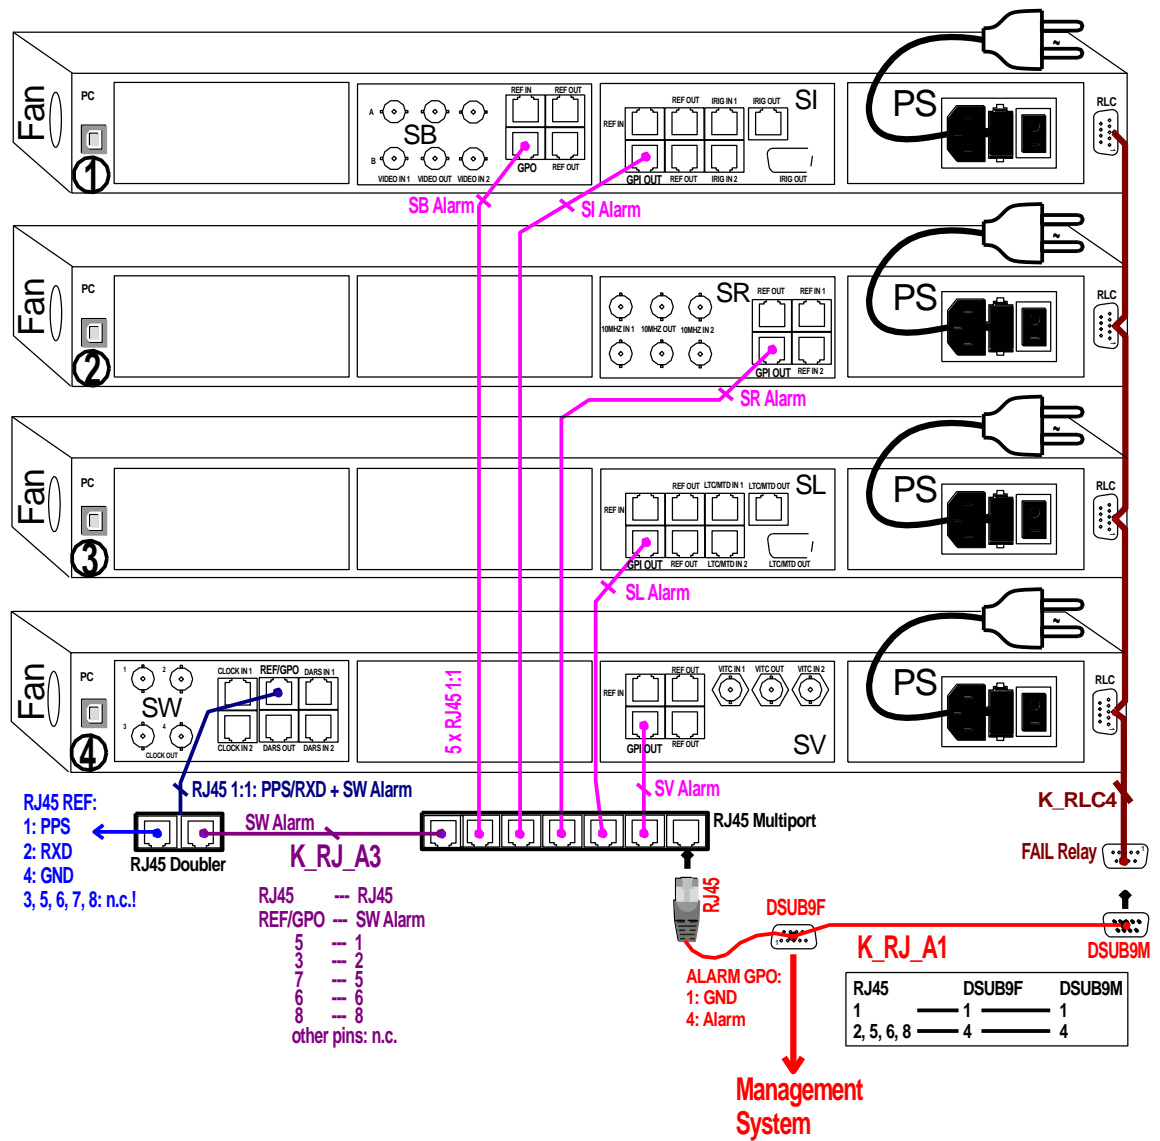 Fan
PC
1
A
B
SB
VIDEO IN 1
VIDEO OUT
VIDEO IN 2
REF IN
REF OUT
GPO
REF OUT
REF IN
REF OUT
IRIG IN 1
IRIG OUT
SI
GPI OUT
REF OUT
IRIG IN 2
IRIG OUT
PS
~
RLC
SB Alarm
SI Alarm
Fan
PC
2
SR
10MHZ IN 1
10MHZ OUT
10MHZ IN 2
REF OUT
REF IN 1
GPI OUT
REF IN 2
PS
~
RLC
SR Alarm
Fan
PC
3
REF IN
REF OUT
LTC/MTD IN 1
LTC/MTD OUT
SL
GPI OUT
REF OUT
LTC/MTD IN 2
LTC/MTD OUT
PS
~
RLC
SL Alarm
Fan
PC
4
1
2
SW
3
4
CLOCK OUT
CLOCK IN 1
REF/GPO
DARS IN 1
CLOCK IN 2
DARS OUT
DARS IN 2
5 x RJ45 1:1
REF IN
REF OUT
VITC IN 1
VITC OUT
VITC IN 2
GPI OUT
REF OUT
SV
PS
~
RLC
RJ45 1:1: PPS/RXD + SW Alarm
SV Alarm
K_RLC4
RJ45 REF:
1: PPS
2: RXD
4: GND
3, 5, 6, 7, 8: n.c.!
RJ45 Doubler
SW Alarm
K_RJ_A3
RJ45 Multiport
FAIL Relay
RJ45 --- RJ45
REF/GPO --- SW Alarm
5 --- 1
3 --- 2
7 --- 5
6 --- 6
8 --- 8
other pins: n.c.
RJ45
DSUB9F
K_RJ_A1
DSUB9M
ALARM GPO:
1: GND
4: Alarm
RJ45 DSUB9F DSUB9M
1 1 1
2, 5, 6, 8 4 4
Management
System